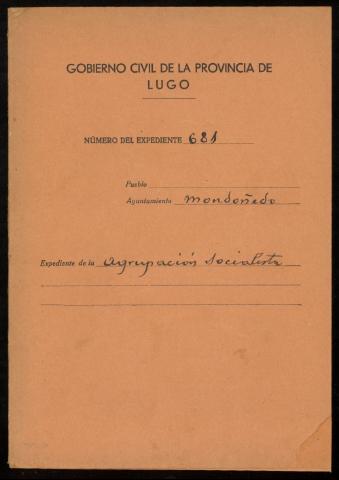 GOBIERNO CIVIL DE LA PROVINCIA DE
LUGO
NÚMERO DEL EXPEDIENTE 681
Pueblo
Ayuntamiento Mondoñedo
Expediente de la Agrupación Socialista